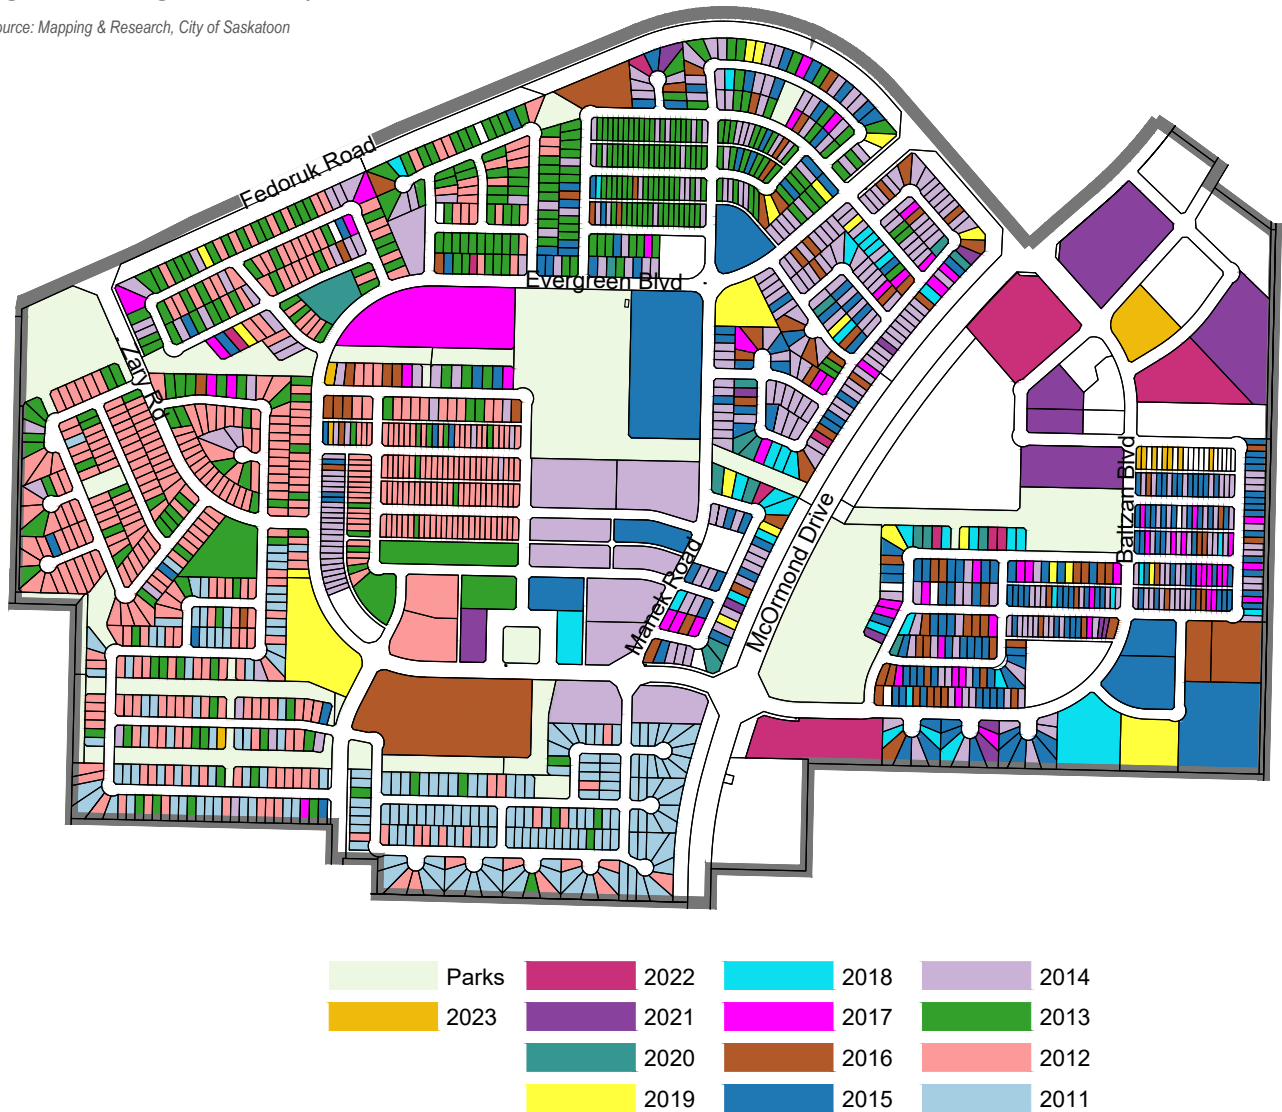 ource: Mapping & Research, City of Saskatoon
Fedoruk Road
Evergreen Blvd
Zary Rd
Baltzan Blvd
McOrmond Drive
Manek Road
Parks
2022
2018
2014
2023
2021
2017
2013
2020
2016
2012
2019
2015
2011